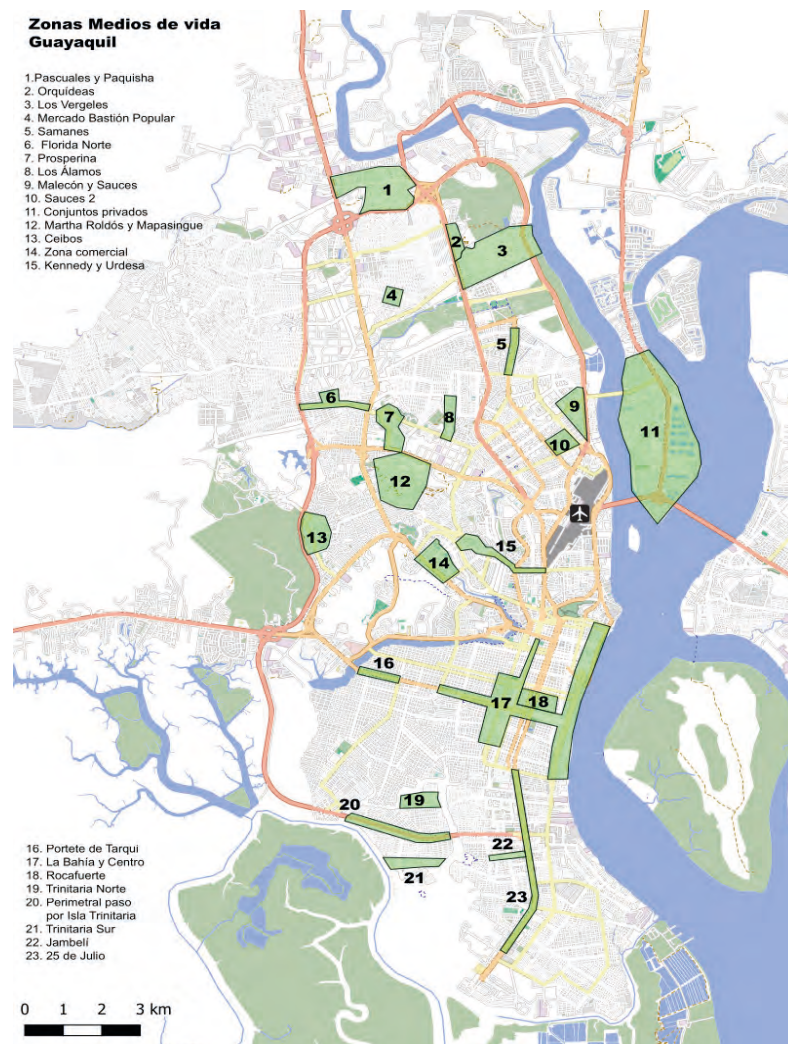 Zonas Medios de vida
Guayaquil
1.Pascuales y Paquisha
2. Orquídeas
3. Los Vergeles
4. Mercado Bastión Popular
5. Samanes
6. Florida Norte
7. Prosperina
8. Los Álamos
9. Malecón y Sauces
10. Sauces 2
11. Conjuntos privados
12. Martha Roldós y Mapasingue
13. Ceibos
14. Zona comercial
15. Kennedy y Urdesa
1
2
3
4
5
6
7
8
9
10
11
12
13
14
15
16
17
18
19
20
21
22
23
16. Portete de Tarqui
17. La Bahía y Centro
18. Rocafuerte
19. Trinitaria Norte
20. Perimetral paso
por Isla Trinitaria
21. Trinitaria Sur
22. Jambelí
23. 25 de Julio
0 1 2 3 km